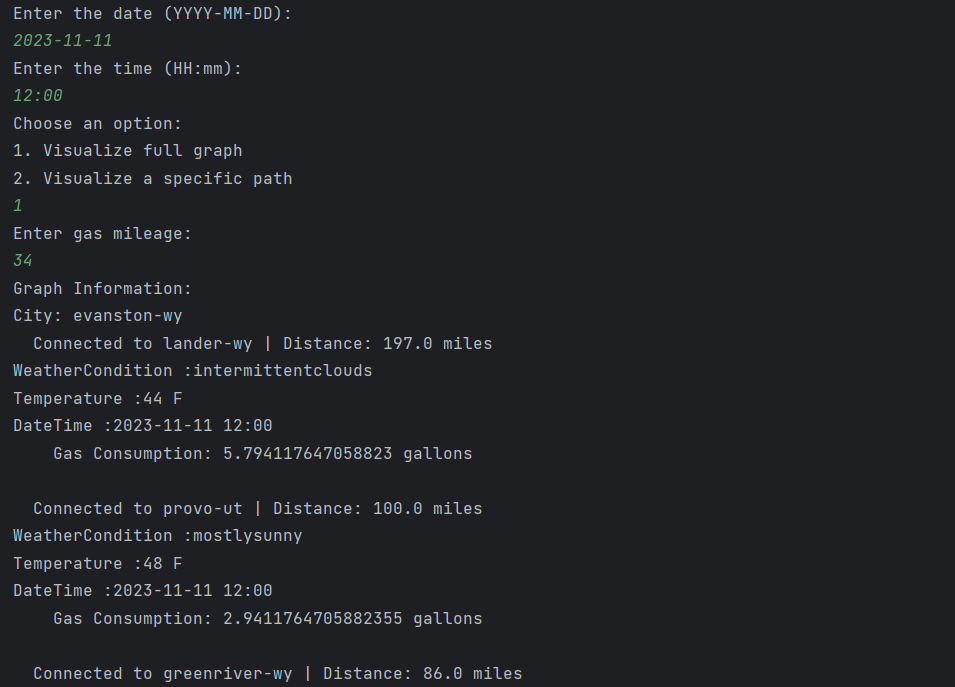 Enter the date (YYYY-MM-DD):
2023-11-11
Enter the time (HH:mm):
12:00
Choose an option:
1. Visualize full graph
2. Visualize a specific path
1
Enter gas mileage:
34
Graph Information:
City: evanston-wy
  Connected to lander-wy | Distance: 197.0 miles
WeatherCondition :intermittentclouds
Temperature :44 F
DateTime :2023-11-11 12:00
    Gas Consumption: 5.794117647058823 gallons

  Connected to provo-ut | Distance: 100.0 miles
WeatherCondition :mostlysunny
Temperature :48 F
DateTime :2023-11-11 12:00
    Gas Consumption: 2.9411764705882355 gallons

  Connected to greenriver-wy | Distance: 86.0 miles